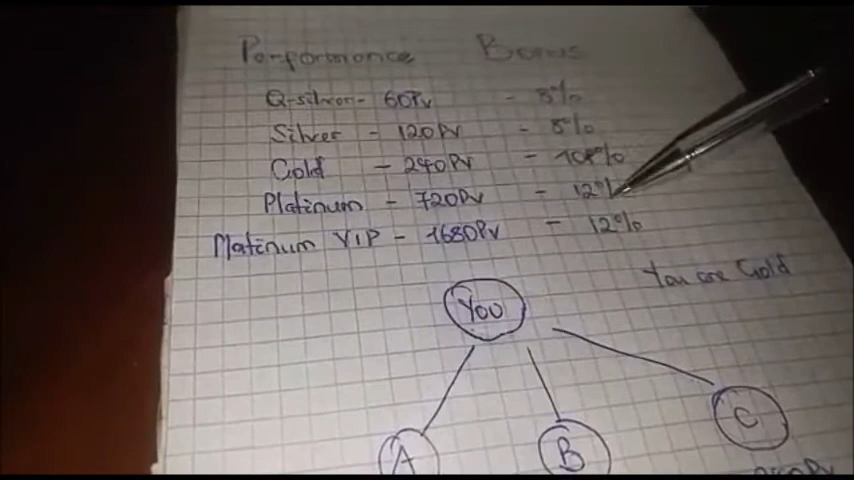 Performance Bonus
Q-silver - 60Pv - 8%
Silver - 120PV - 8%
Gold - 240PV - 10%
Platinum - 720Pv - 12%
Platinum VIP - 1680Pv - 12%
You are Gold
You
C
A
B